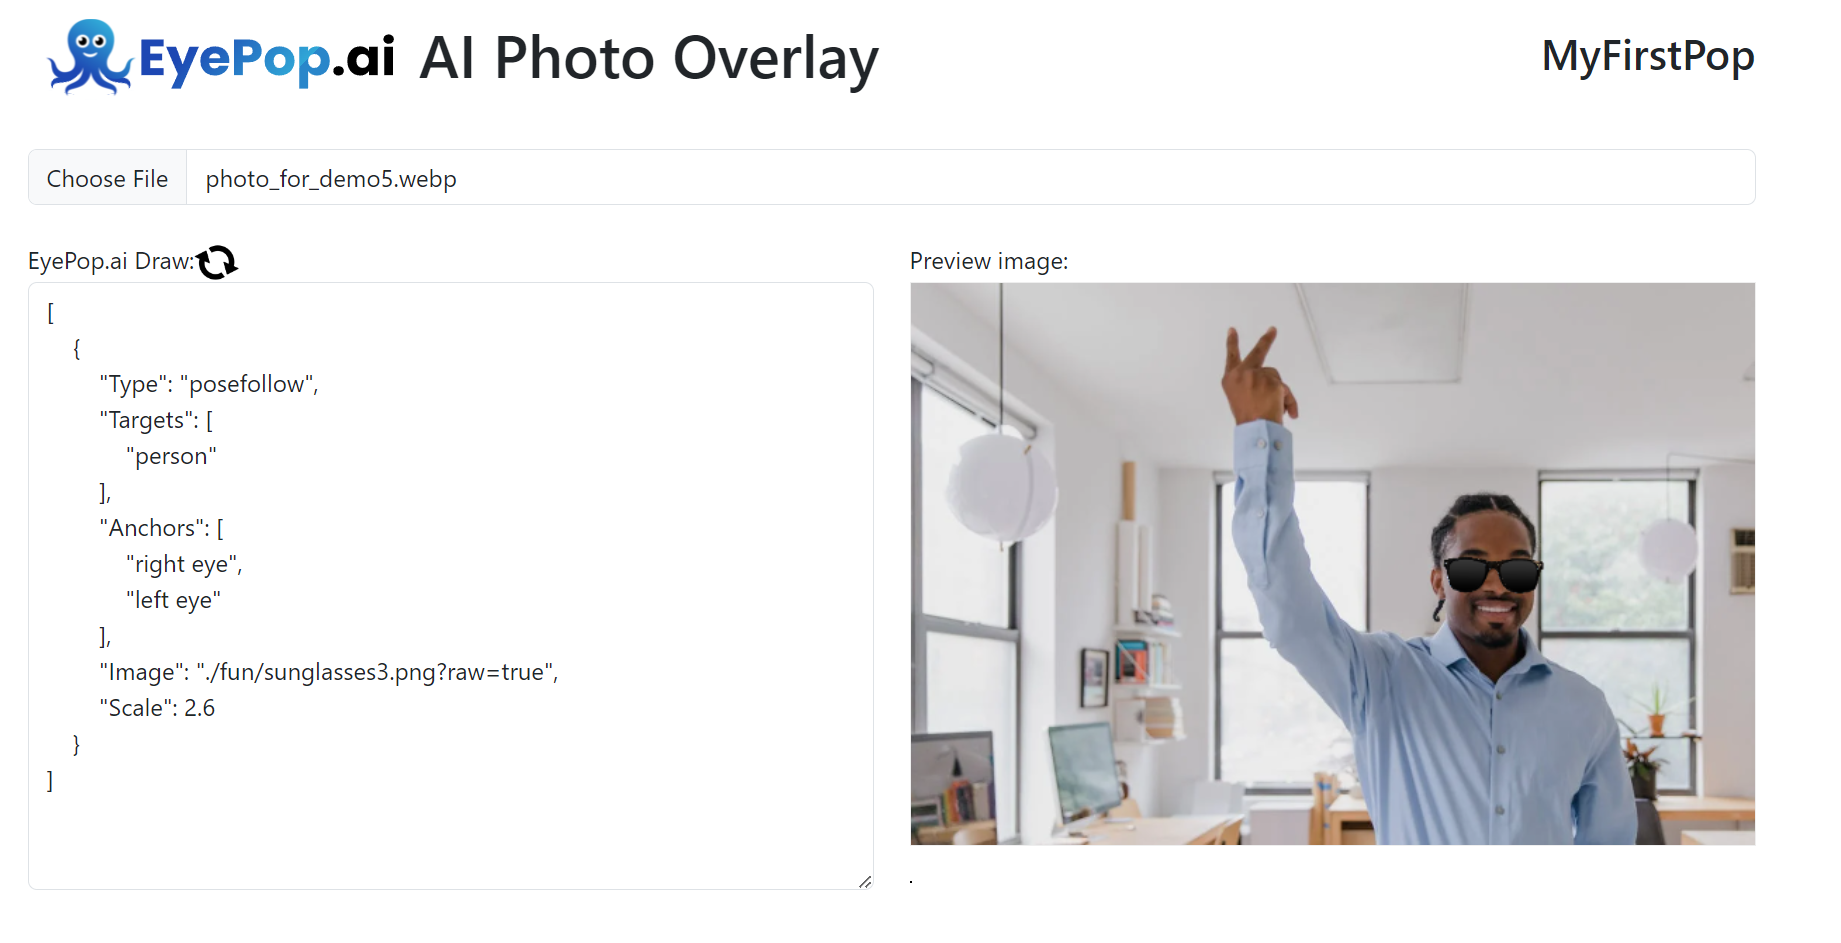 EyePop.ai AI Photo Overlay
MyFirstPop
Choose File photo_for_demo5.webp
EyePop.ai Draw:
[
{
"Type": "posefollow",
"Targets": [
"person"
],
"Anchors": [
"right eye",
"left eye"
],
"Image": "./fun/sunglasses3.png?raw=true",
"Scale": 2.6
}
]
Preview image:
.